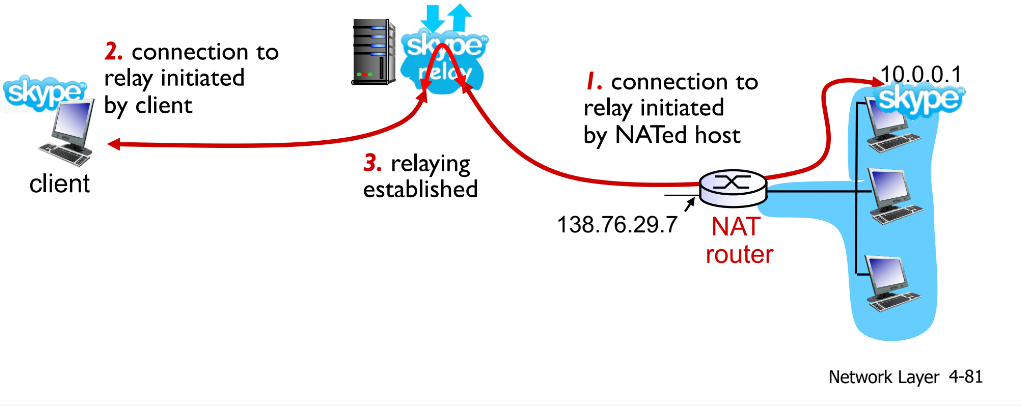 2. connection to
relay initiated
by client
skype
client
skype
relay
3. relaying
established
1. connection to
relay initiated
by NATed host
10.0.0.1
skype
138.76.29.7
NAT
router
Network Layer 4-81